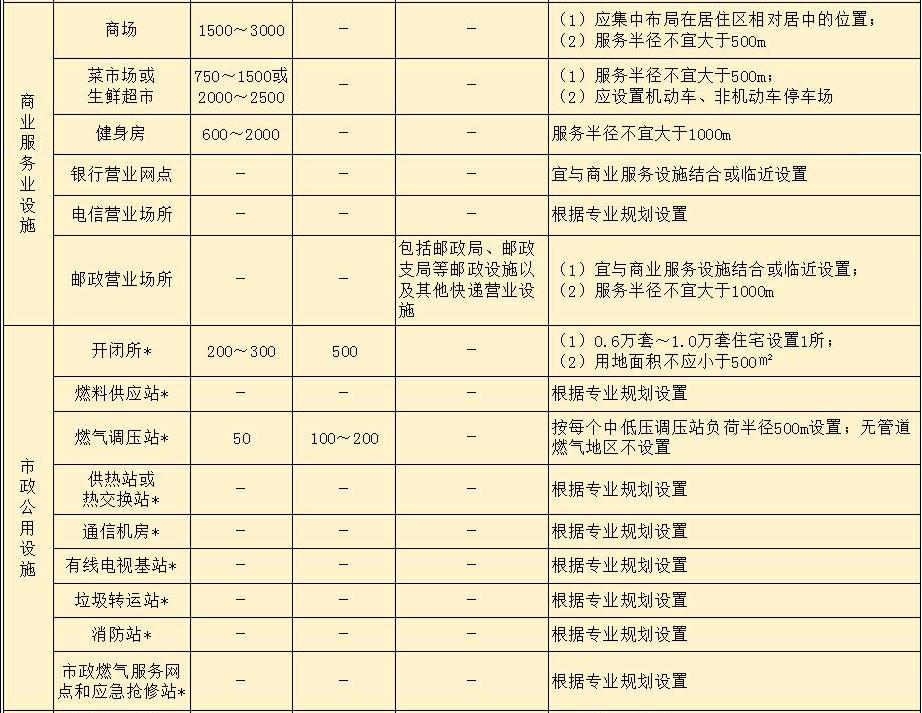 商业服务业设施
商场
1500～3000
—
—
（1）应集中布局在居住区相对居中的位置；
（2）服务半径不宜大于500m
菜市场或
生鲜超市
750～1500或
2000～2500
—
—
（1）服务半径不宜大于500m；
（2）应设置机动车、非机动车停车场
健身房
600～2000
—
—
服务半径不宜大于1000m
银行营业网点
—
—
—
宜与商业服务设施结合或临近设置
电信营业场所
—
—
—
根据专业规划设置
邮政营业场所
—
—
包括邮政局、邮政
支局等邮政设施以
及其他快递营业设
施
（1）宜与商业服务设施结合或临近设置；
（2）服务半径不宜大于1000m
市政公用设施
开闭所*
200～300
500
—
（1）0.6万套～1.0万套住宅设置1所；
（2）用地面积不应小于500㎡
燃料供应站*
—
—
—
根据专业规划设置
燃气调压站*
50
100～200
—
按每个中低压调压站负荷半径500m设置；无管道
燃气地区不设置
供热站或
热交换站*
—
—
—
根据专业规划设置
通信机房*
—
—
—
根据专业规划设置
有线电视基站*
—
—
—
根据专业规划设置
垃圾转运站*
—
—
—
根据专业规划设置
消防站*
—
—
—
根据专业规划设置
市政燃气服务网
点和应急抢修站*
—
—
—
根据专业规划设置